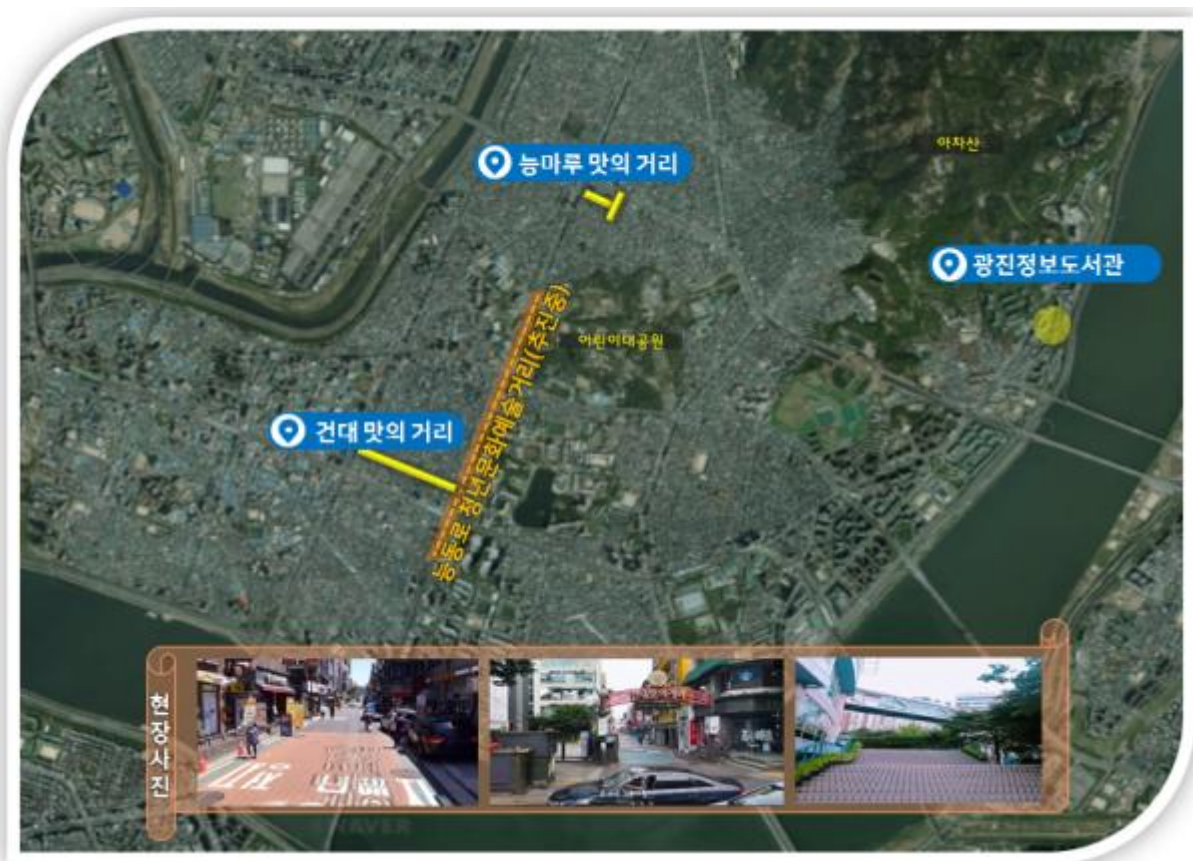 능마루 맛의 거리
아차산
광진정보도서관
어린이대공원
능동로 청년문화예술거리(추진중)
건대 맛의 거리
현장사진